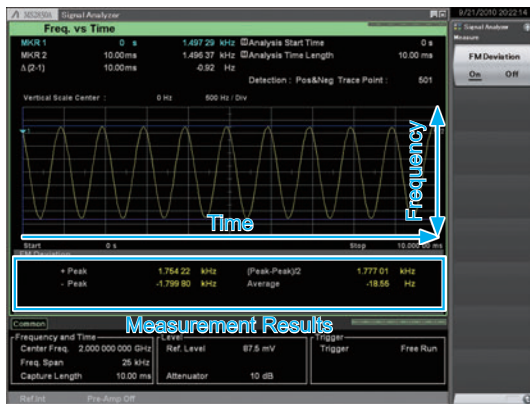 MS2830A Signal Analyzer
9/21/2010 20:22:14
Freq. vs Time
Signal Analyzer
Measure
MKR 1 0 s 1.497 29 kHz Analysis Start Time 0 s
MKR 2 10.00ms 1.496 37 kHz Analysis Time Length 10.00 ms
Δ (2-1) 10.00ms -0.92 Hz
Detection : Pos&Neg Trace Point : 501
FM Deviation
On Off
Vertical Scale Center : 0 Hz 500 Hz / Div
1
2
Frequency
Time
Start 0 s Stop 10.000 00 ms
FM Deviation
+ Peak 1.754 22 kHz (Peak-Peak)/2 1.777 01 kHz
- Peak -1.799 80 kHz Average -18.55 Hz
Measurement Results
Common
Frequency and Time Level Trigger
Center Freq. 2.000 000 000 GHz Ref. Level 87.5 mV Trigger Free Run
Freq. Span 25 kHz
Capture Length 10.00 ms Attenuator 10 dB
Ref.Int Pre-Amp Off